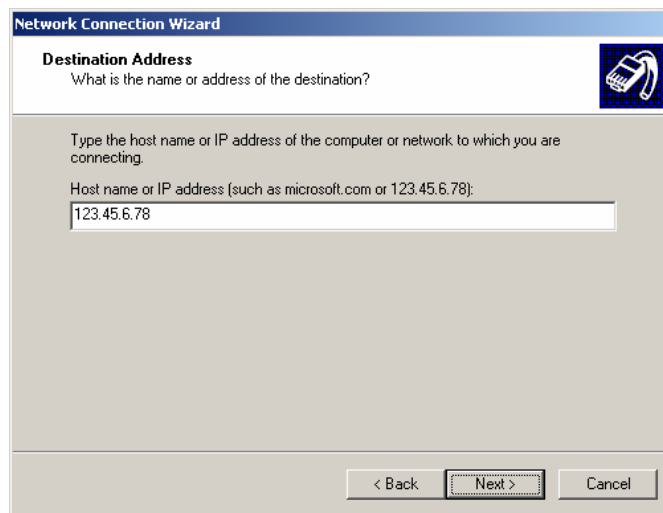 Network Connection Wizard
Destination Address
What is the name or address of the destination?
Type the host name or IP address of the computer or network to which you are
connecting.
Host name or IP address (such as microsoft.com or 123.45.6.78):
123.45.6.78
< Back Next > Cancel